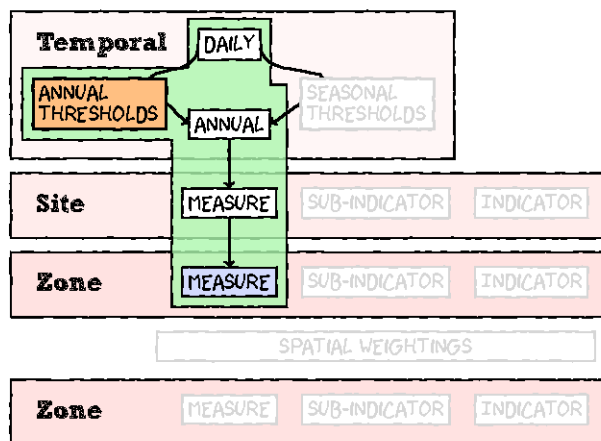 Temporal
DAILY
ANNUAL
THRESHOLDS
SEASONAL
THRESHOLDS
ANNUAL
Site
MEASURE
SUB-INDICATOR
INDICATOR
Zone
MEASURE
SUB-INDICATOR
INDICATOR
SPATIAL WEIGHTINGS
Zone
MEASURE
SUB-INDICATOR
INDICATOR